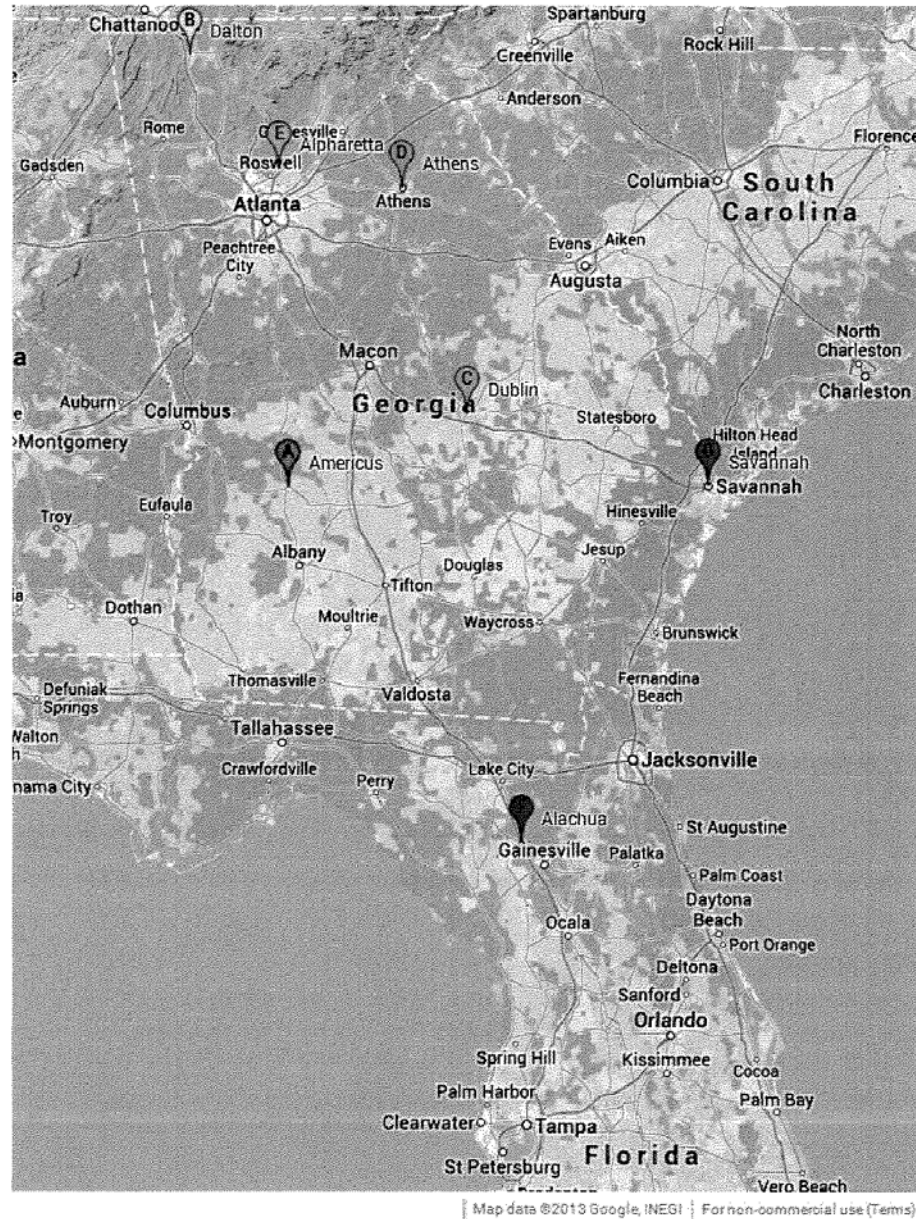 Spartanburg
B
Chattanoo
Dalton
Rock Hill
Greenville
Anderson
Rome
E
esville
Alpharetta
D
Florence
Gadsden
Roswell
Athens
Athens
Columbia
South
Carolina
Atlanta
Peachtree
City
Evans
Aiken
Augusta
North
Charleston
Charleston
a
Macon
C
Dublin
Auburn
Columbus
Georgia
Statesboro
Montgomery
A
Americus
Hilton Head
Island
Savannah
Savannah
Eufaula
Troy
Hinesville
Albany
Douglas
Jesup
Tifton
Dothan
Moultrie
Waycross
Brunswick
Thomasville
Valdosta
Fernandina
Beach
Defuniak
Springs
Tallahassee
Walton
Jacksonville
Crawfordville
Perry
Lake City
nama City
Alachua
St Augustine
Gainesville
Palatka
Palm Coast
Daytona
Beach
Ocala
Port Orange
Deltona
Sanford
Orlando
Spring Hill
Kissimmee
Cocoa
Palm Harbor
Palm Bay
Clearwater
Tampa
St Petersburg
Florida
Vero Beach
Map data ©2013 Google, INEGI
For non-commercial use (Terms)